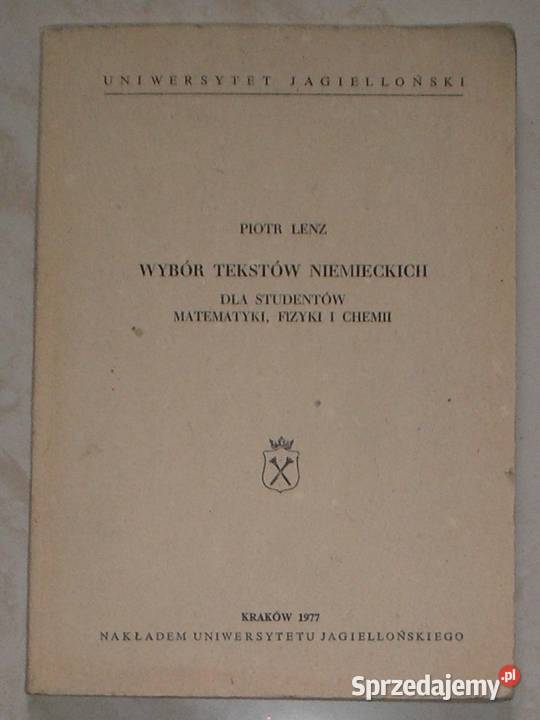 UNIWERSYTET JAGIELLOŃSKI
PIOTR LENZ
WYBÓR TEKSTÓW NIEMIECKICH
DLA STUDENTÓW
MATEMATYKI, FIZYKI I CHEMII
KRAKÓW 1977
NAKŁADEM UNIWERSYTETU JAGIELLOŃSKIEGO
Sprzedajemy.pl